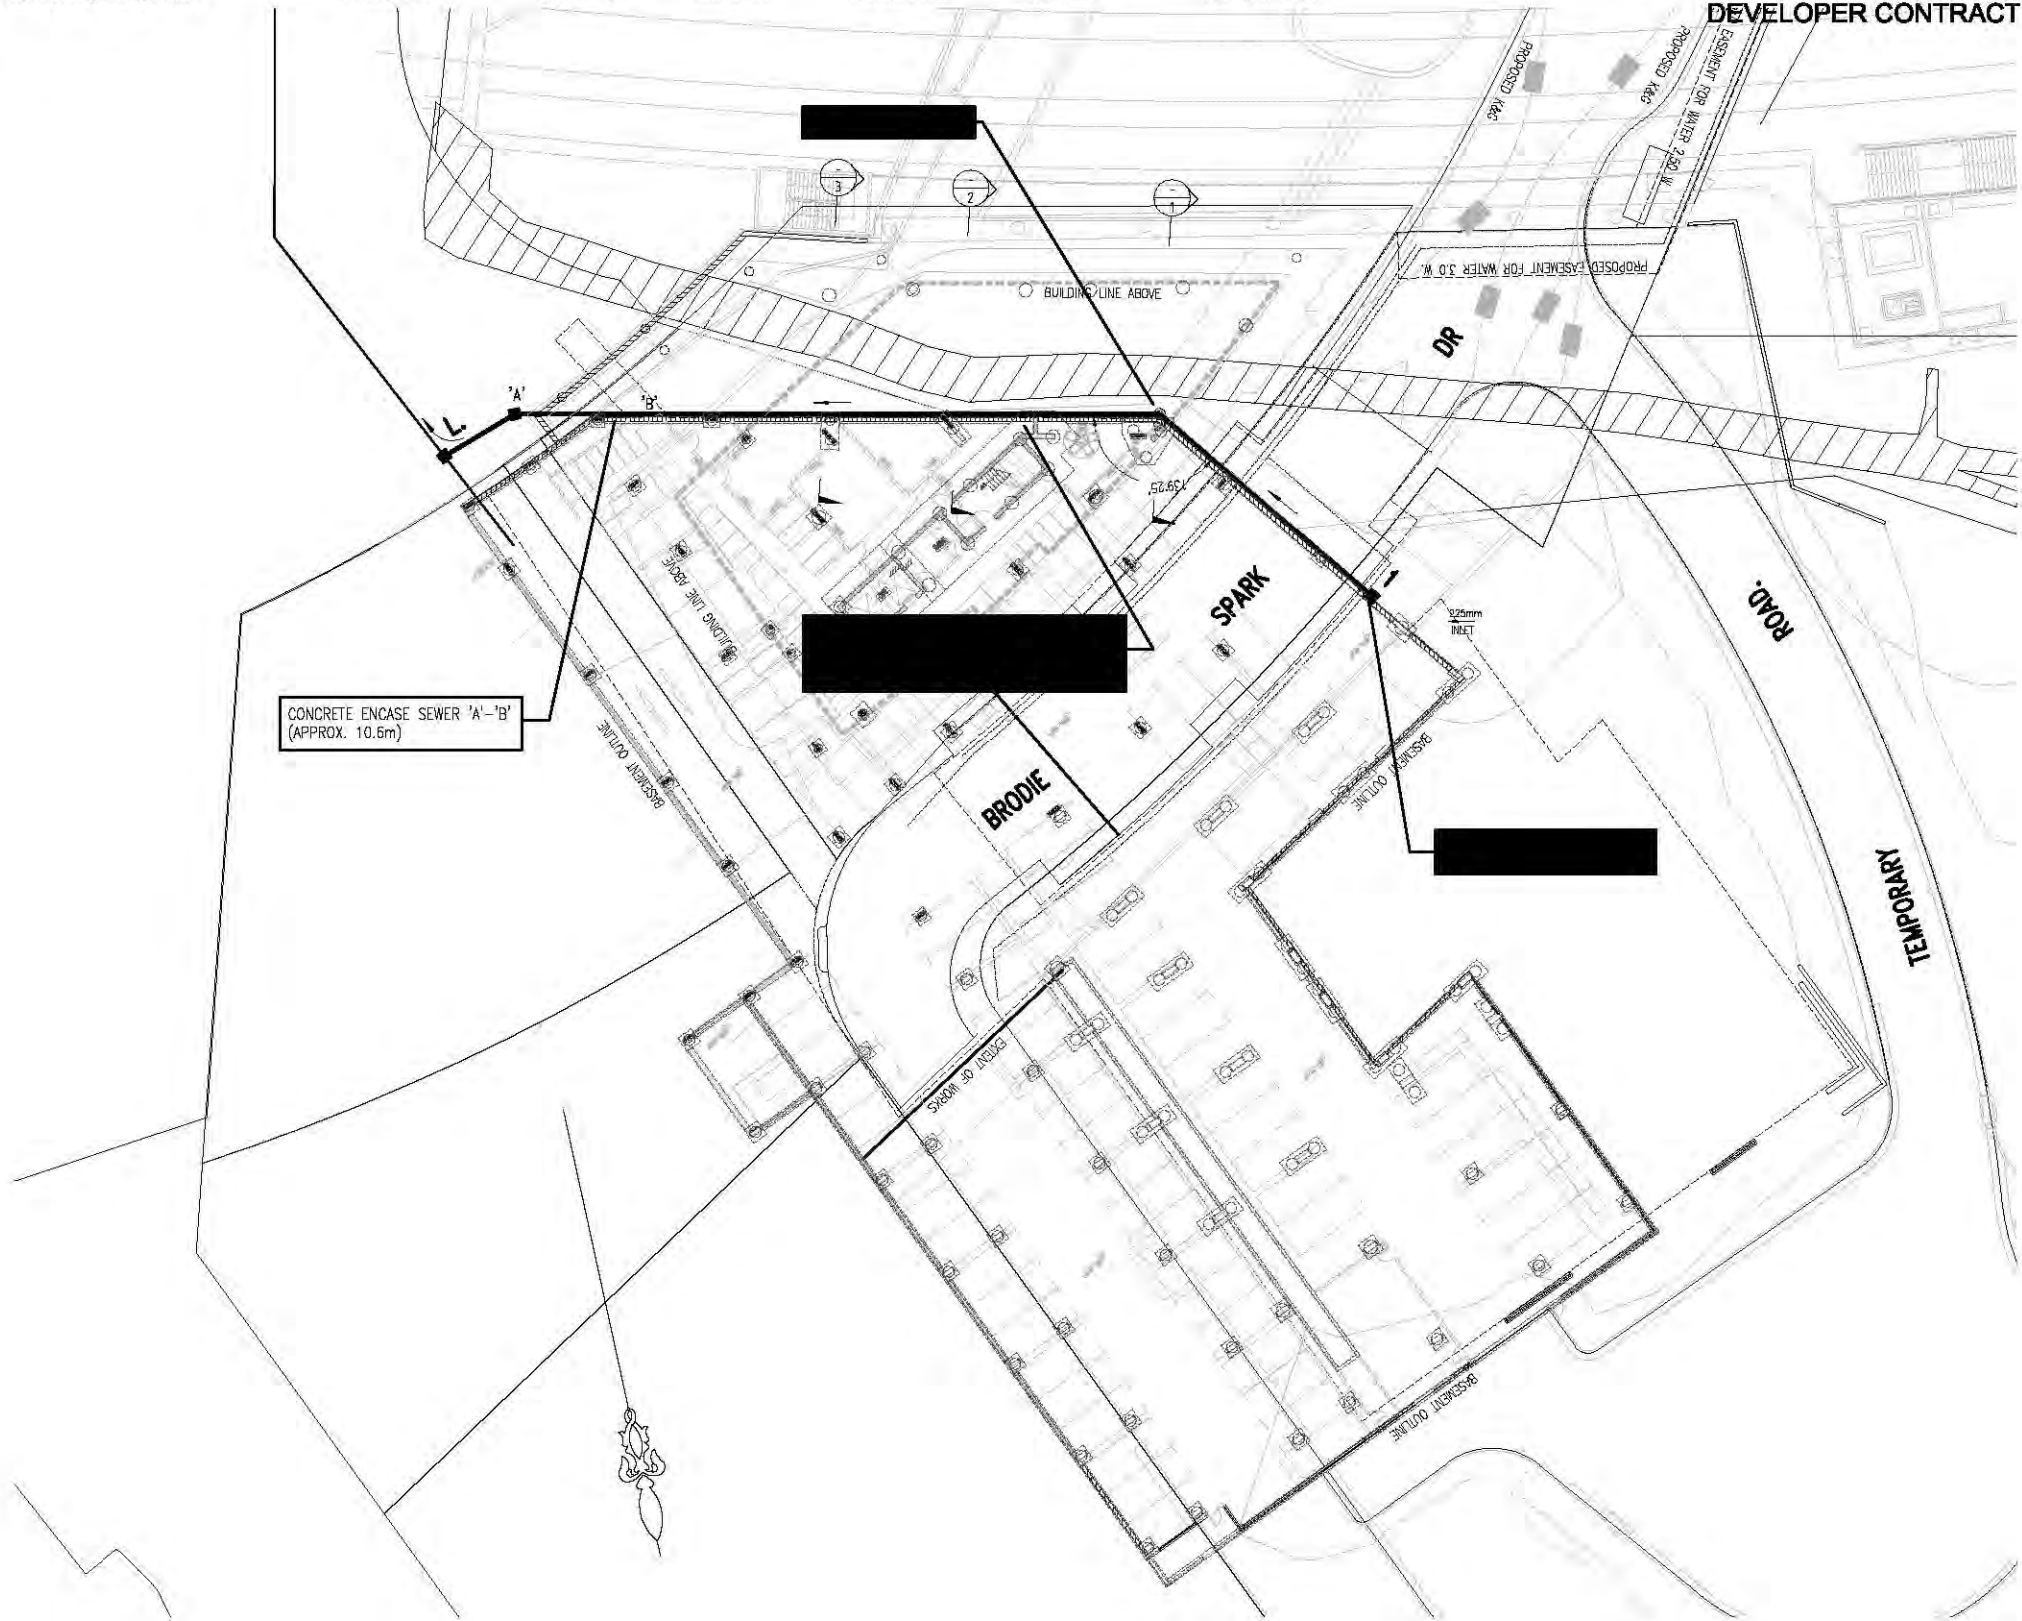 DEVELOPER CONTRACT
PROPOSED K&G
PROPOSED K&G
EASEMENT FOR WATER 2.50 W.
3
2
1
PROPOSED EASEMENT FOR WATER 3.0 W.
BUILDING LINE ABOVE
DR
'A'
'B'
L.
139°25'
BUILDING LINE ABOVE
SPARK
1
225mm
INLET
ROAD.
CONCRETE ENCASE SEWER 'A'-'B'
(APPROX. 10.6m)
BASEMENT OUTLINE
BASEMENT OUTLINE
BRODIE
TEMPORARY
EXTENT OF WORKS
BASEMENT OUTLINE